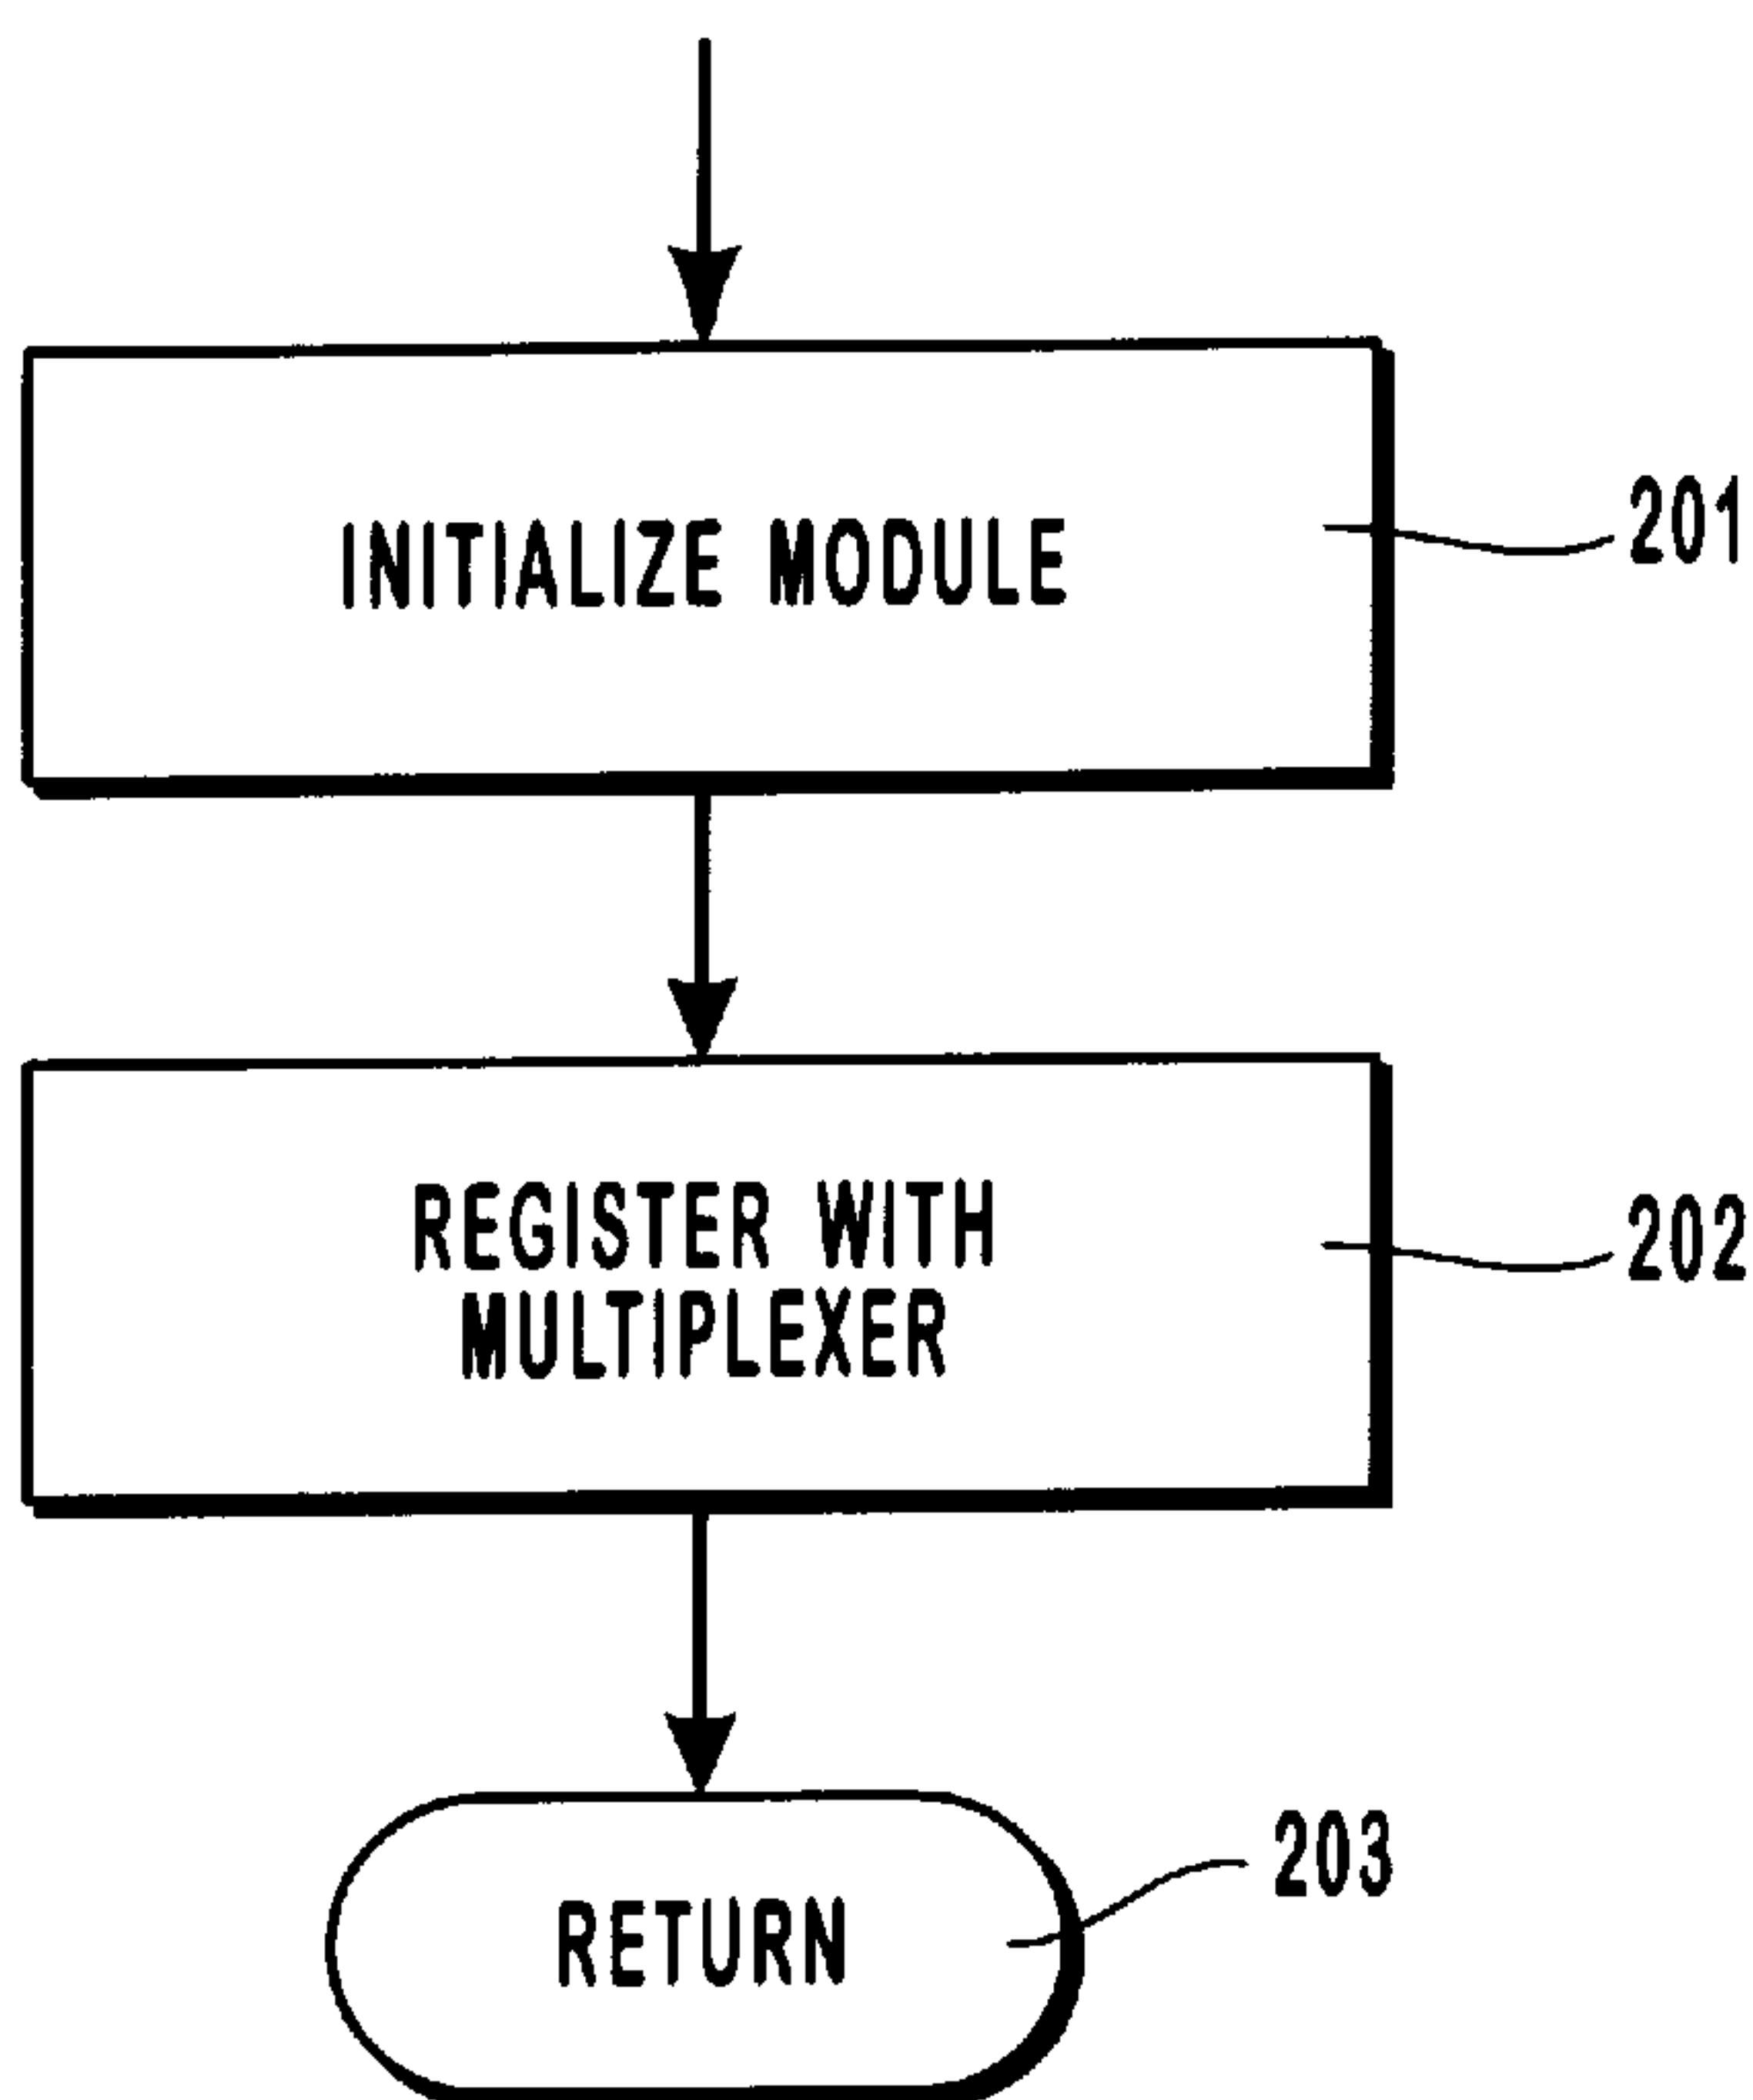 INITIALIZE MODULE
201
REGISTER WITH
MULTIPLEXER
202
203
RETURN